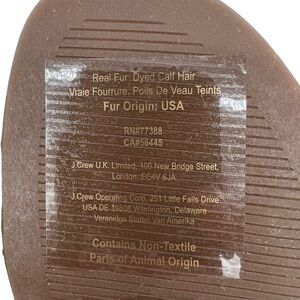 Real Fur: Dyed Calf Hair
Vraie Fourrure: Poils De Veau Teints
Fur Origin: USA
RN#77388
CA#56445
J.Crew U.K. Limited, 100 New Bridge Street,
London, EC4V 6JA
J.Crew Operating Corp, 251 Little Falls Drive
USA DE-19808 Wilmington, Delaware
Verenidge Staten Van Amerika
Contains Non-Textile
Parts of Animal Origin